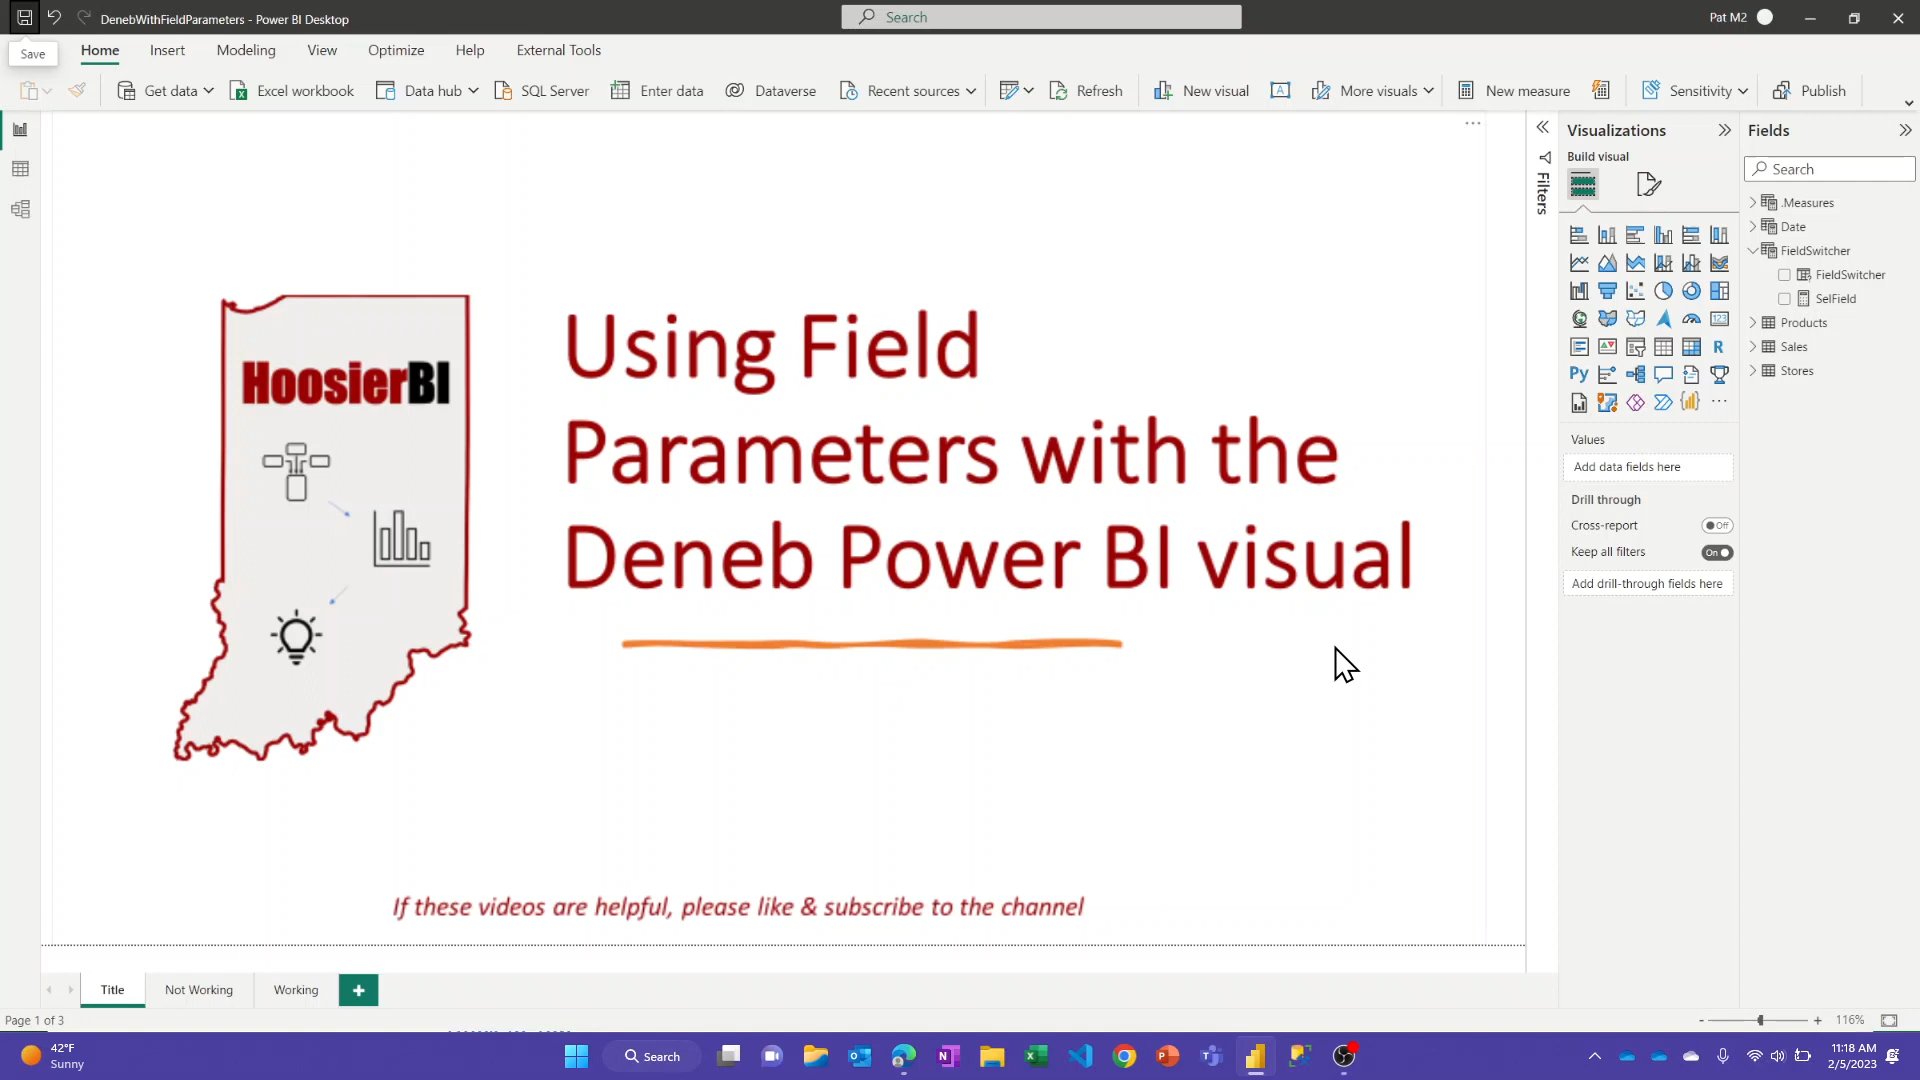 DenebWithFieldParameters - Power BI Desktop
Search
Pat M2
Save
Home
Insert
Modeling
View
Optimize
Help
External Tools
Get data
Excel workbook
Data hub
SQL Server
Enter data
Dataverse
Recent sources
Refresh
New visual
More visuals
New measure
Sensitivity
Publish
HoosierBI
Using Field
Parameters with the
Deneb Power BI visual
If these videos are helpful, please like & subscribe to the channel
Filters
Visualizations
Build visual
R
Py
123
Values
Add data fields here
Drill through
Cross-report
Off
Keep all filters
On
Add drill-through fields here
Fields
Search
.Measures
Date
FieldSwitcher
FieldSwitcher
SelField
Products
Sales
Stores
Title
Not Working
Working
Page 1 of 3
- + 116%
42°F
Sunny
Search
11:18 AM
2/5/2023